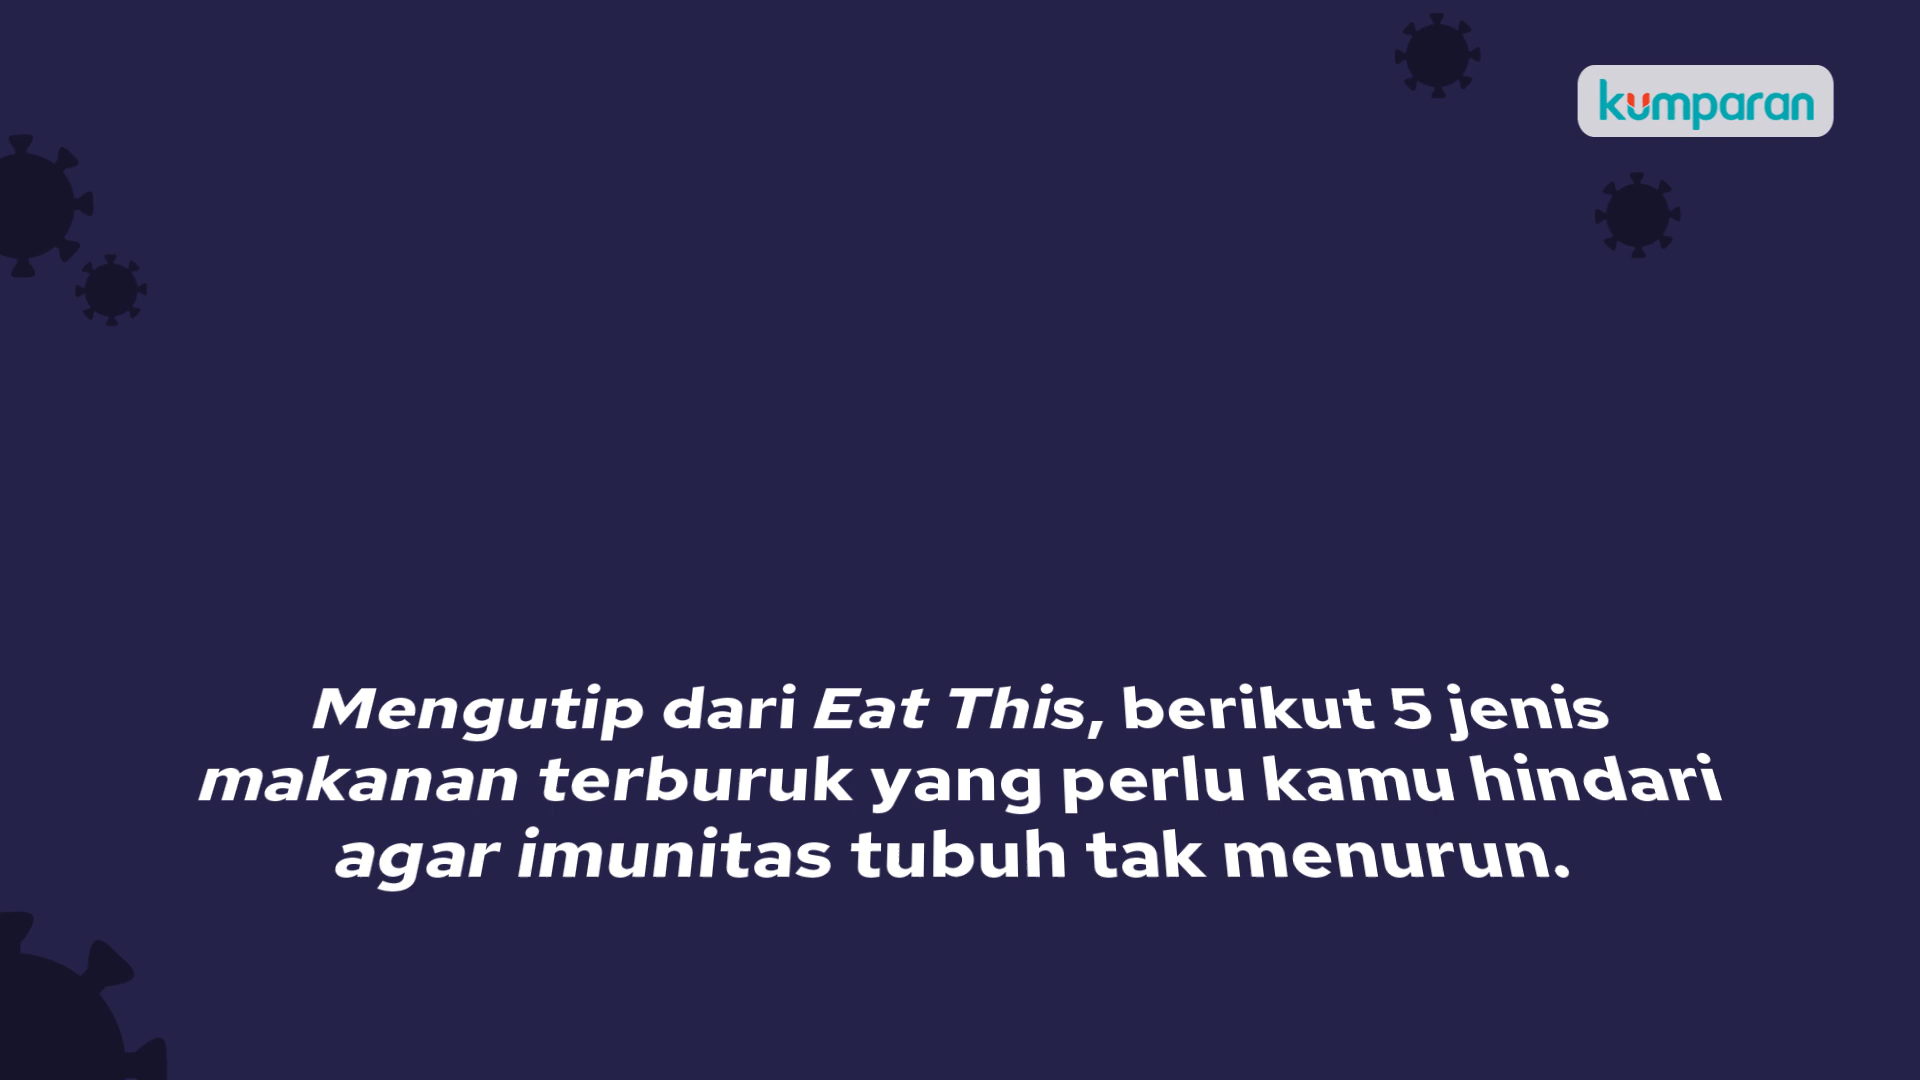 kumparan
Mengutip dari Eat This, berikut 5 jenis
makanan terburuk yang perlu kamu hindari
agar imunitas tubuh tak menurun.